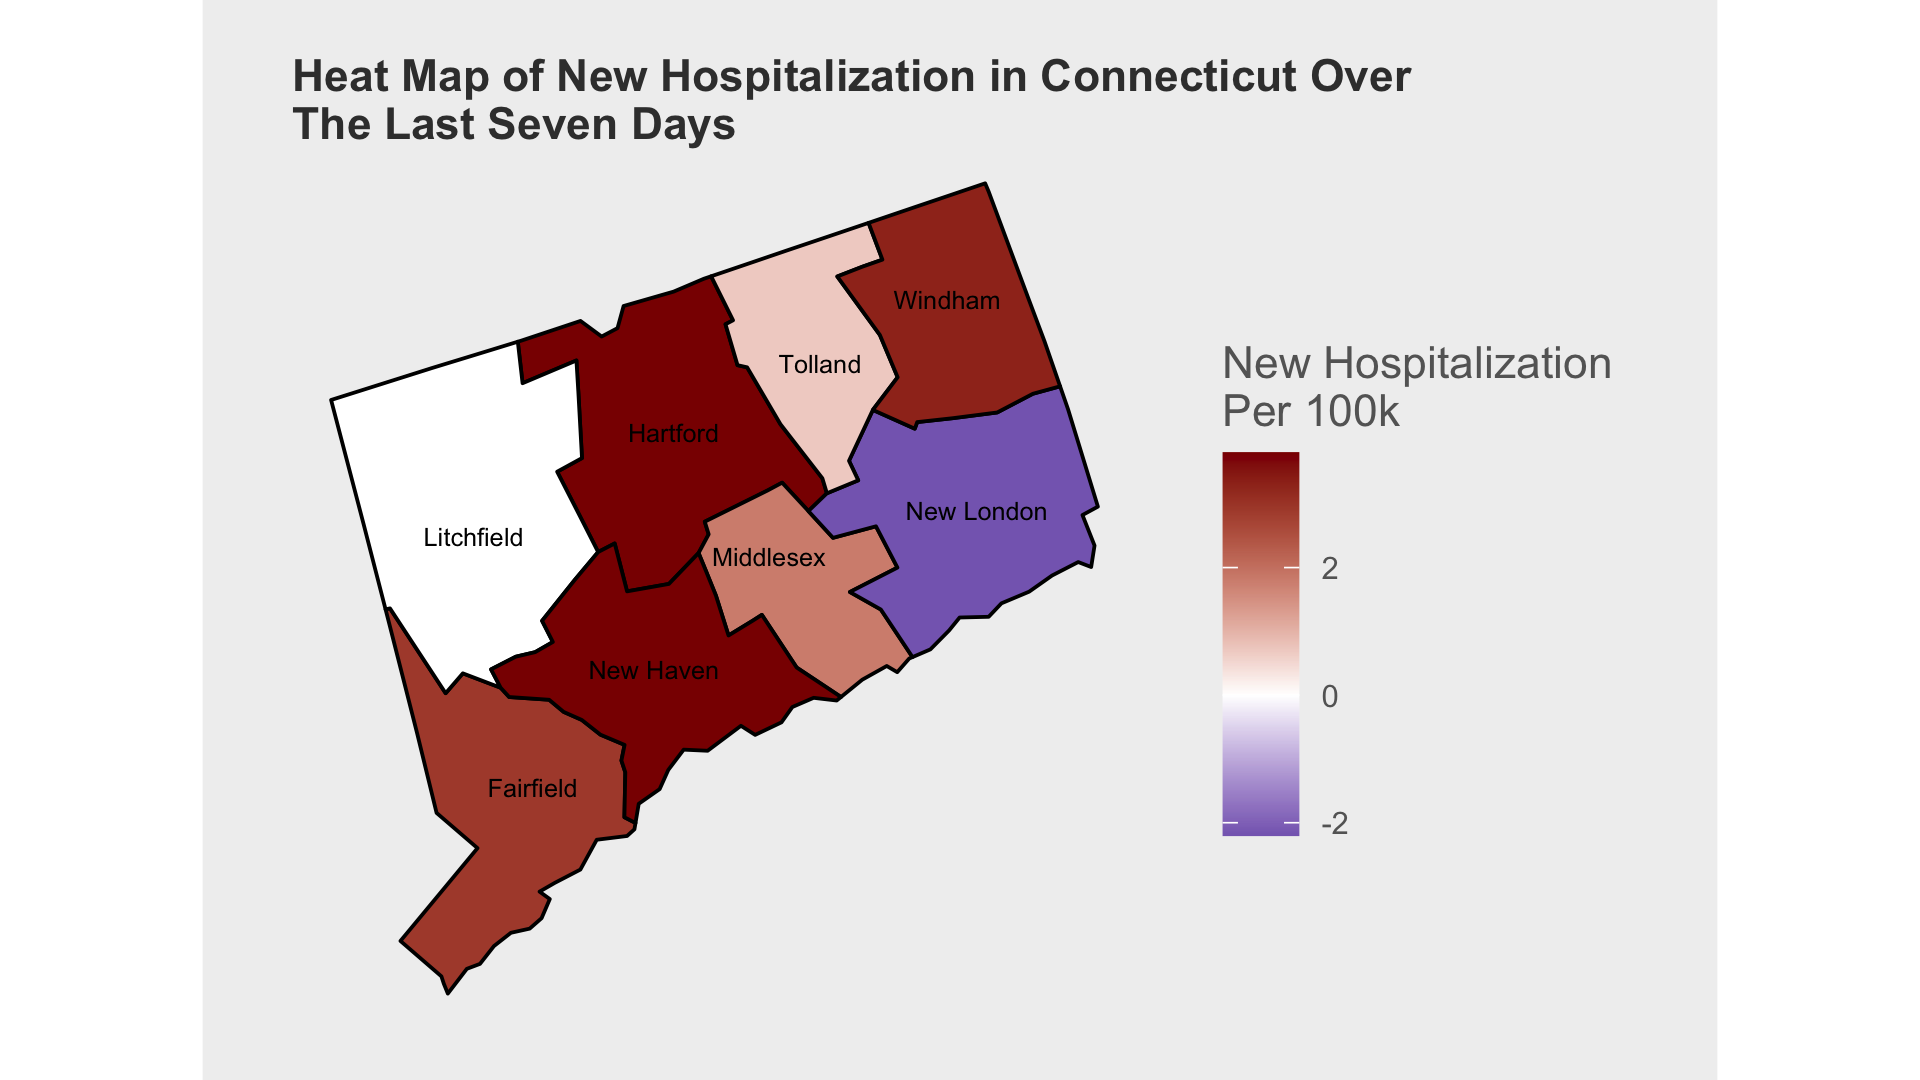 Heat Map of New Hospitalization in Connecticut Over
The Last Seven Days
Windham
Tolland
Hartford
New London
Litchfield
Middlesex
New Haven
Fairfield
New Hospitalization
Per 100k
2
0
-2